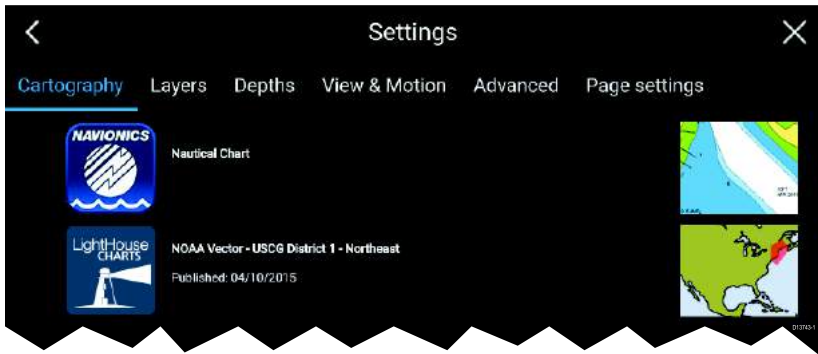 Settings
Cartography Layers Depths View & Motion Advanced Page settings
NAVIONICS
Nautical Chart
LightHouse
CHARTS
NOAA Vector - USCG District 1 - Northeast
Published: 04/10/2015
D13743-1